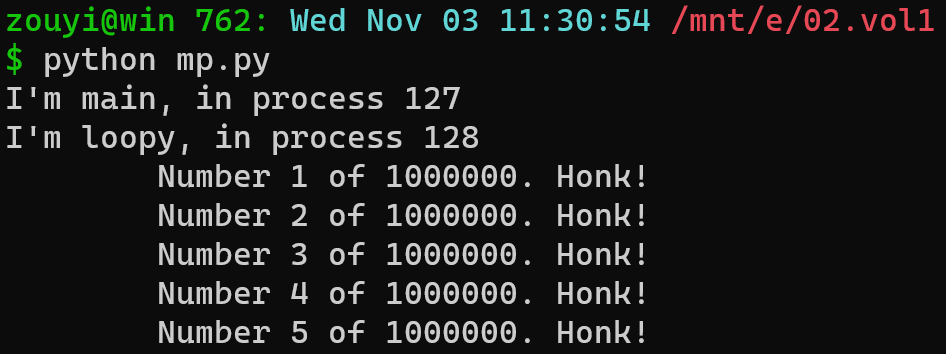 zouyi@win 762: Wed Nov 03 11:30:54 /mnt/e/02.vol1
$ python mp.py
I'm main, in process 127
I'm loopy, in process 128
Number 1 of 1000000. Honk!
Number 2 of 1000000. Honk!
Number 3 of 1000000. Honk!
Number 4 of 1000000. Honk!
Number 5 of 1000000. Honk!